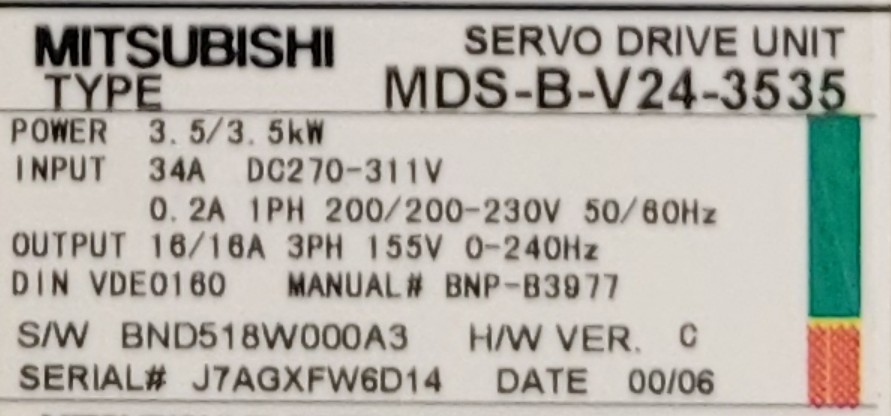 MITSUBISHI SERVO DRIVE UNIT
TYPE MDS-B-V24-3535
POWER 3.5/3.5kW
INPUT 34A DC270-311V
0.2A 1PH 200/200-230V 50/60Hz
OUTPUT 16/16A 3PH 155V 0-240Hz
DIN VDE0160 MANUAL# BNP-B3977
S/W BND518W000A3 H/W VER. C
SERIAL# J7AGXFW6D14 DATE 00/06